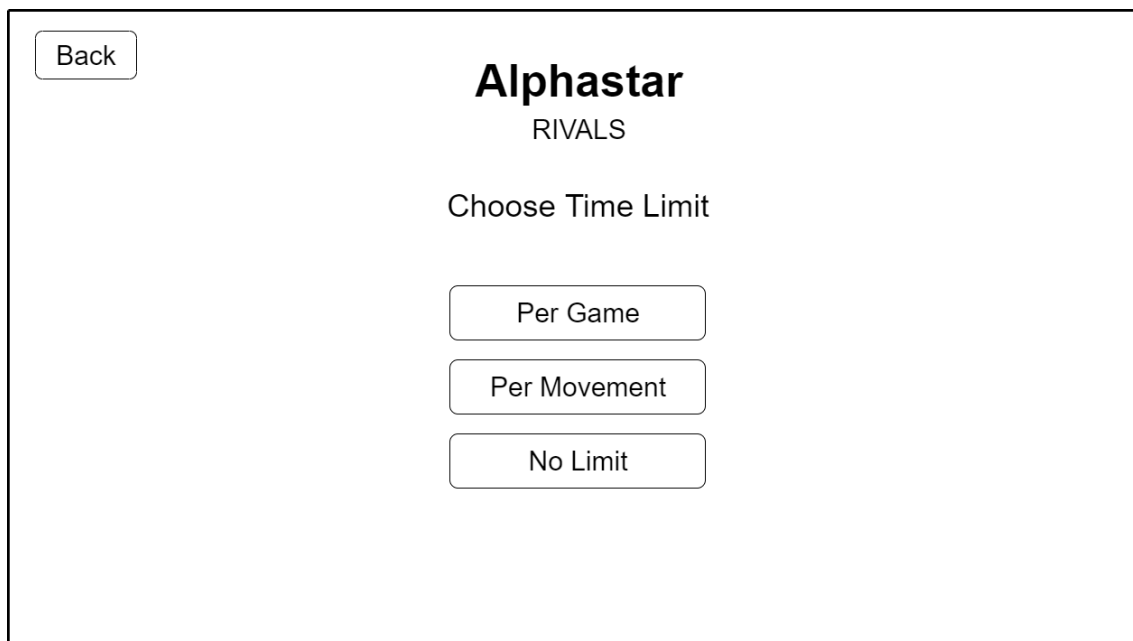 Back
Alphastar
RIVALS
Choose Time Limit
Per Game
Per Movement
No Limit